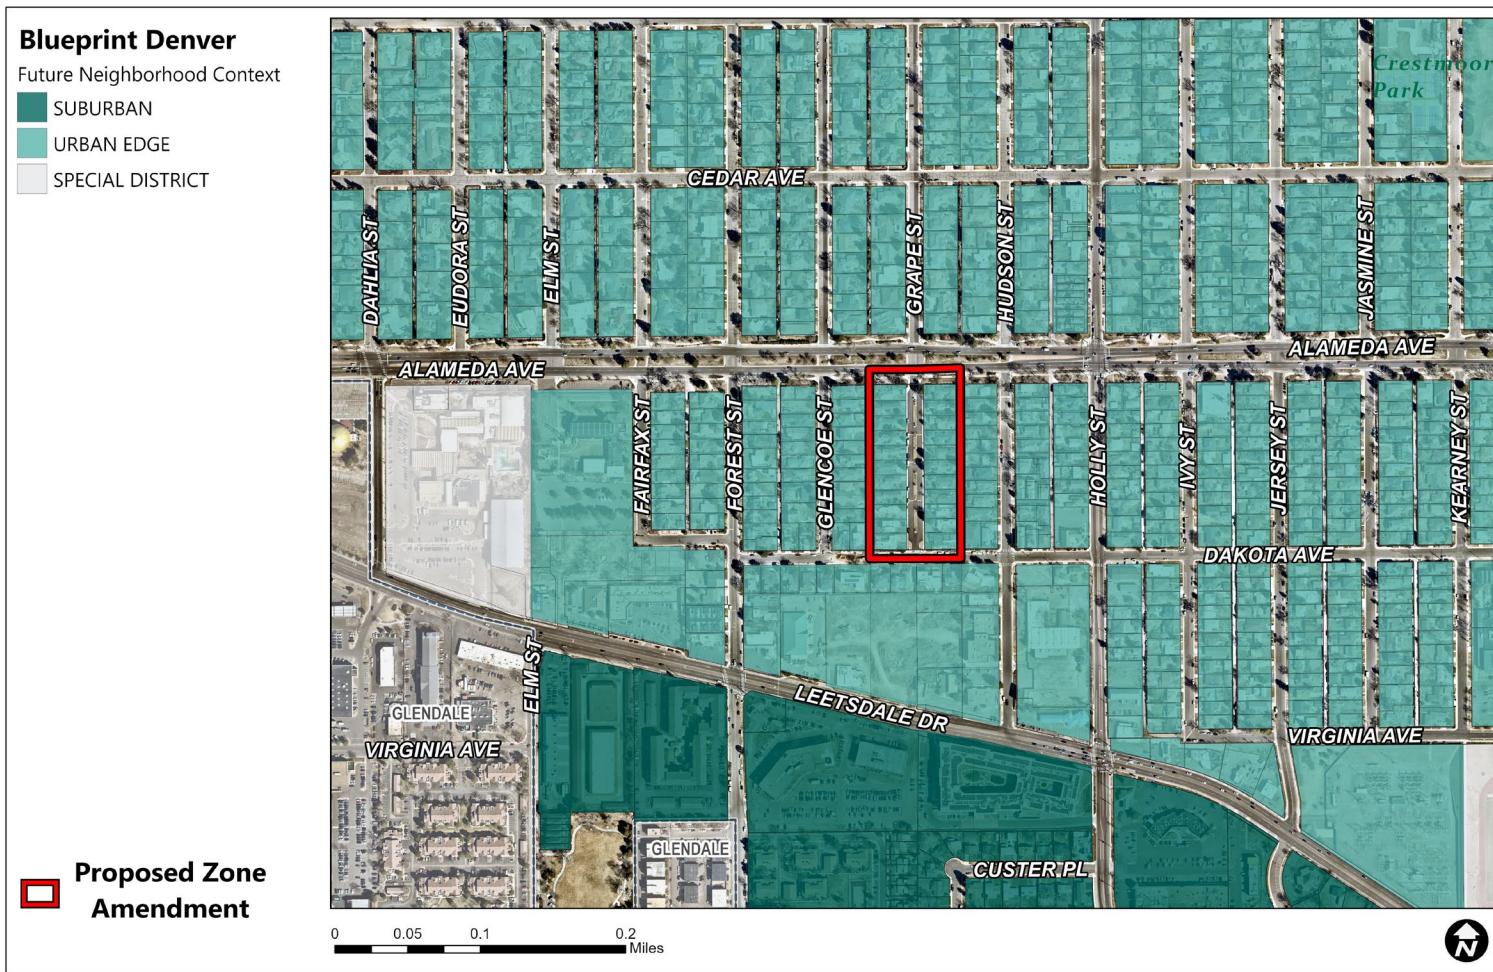 Blueprint Denver
Future Neighborhood Context
SUBURBAN
URBAN EDGE
SPECIAL DISTRICT
Crestmoor
Park
CEDAR AVE
DAHLIA ST
EUDORA ST
ELM ST
GRAPE ST
HUDSON ST
JASMINE ST
ALAMEDA AVE
ALAMEDA AVE
FAIRFAX ST
FOREST ST
GLENCOE ST
HOLLY ST
IVY ST
JERSEY ST
KEARNEY ST
DAKOTA AVE
ELM ST
LEETSDALE DR
GLENDALE
VIRGINIA AVE
VIRGINIA AVE
GLENDALE
CUSTER PL
Proposed Zone
Amendment
0 0.05 0.1 0.2
Miles
N